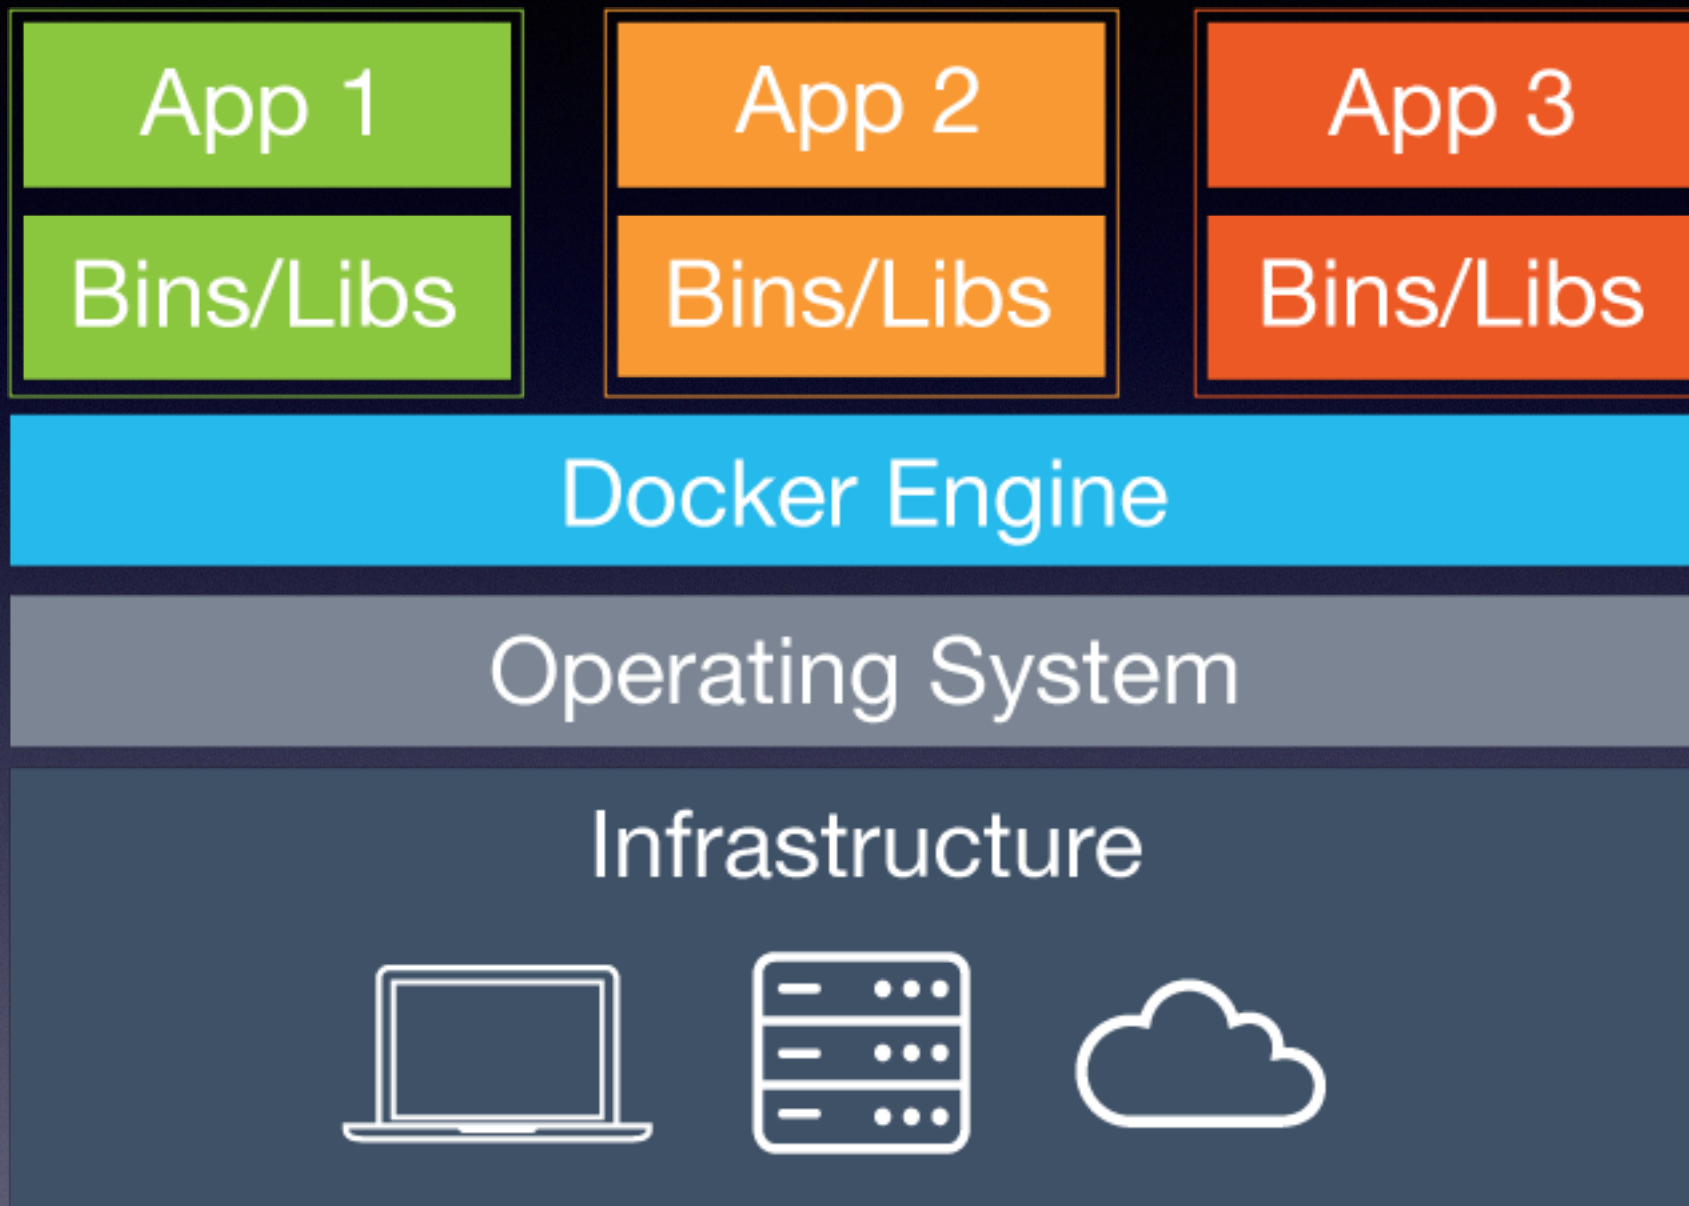 App 1
App 2
App 3
Bins/Libs
Bins/Libs
Bins/Libs
Docker Engine
Operating System
Infrastructure